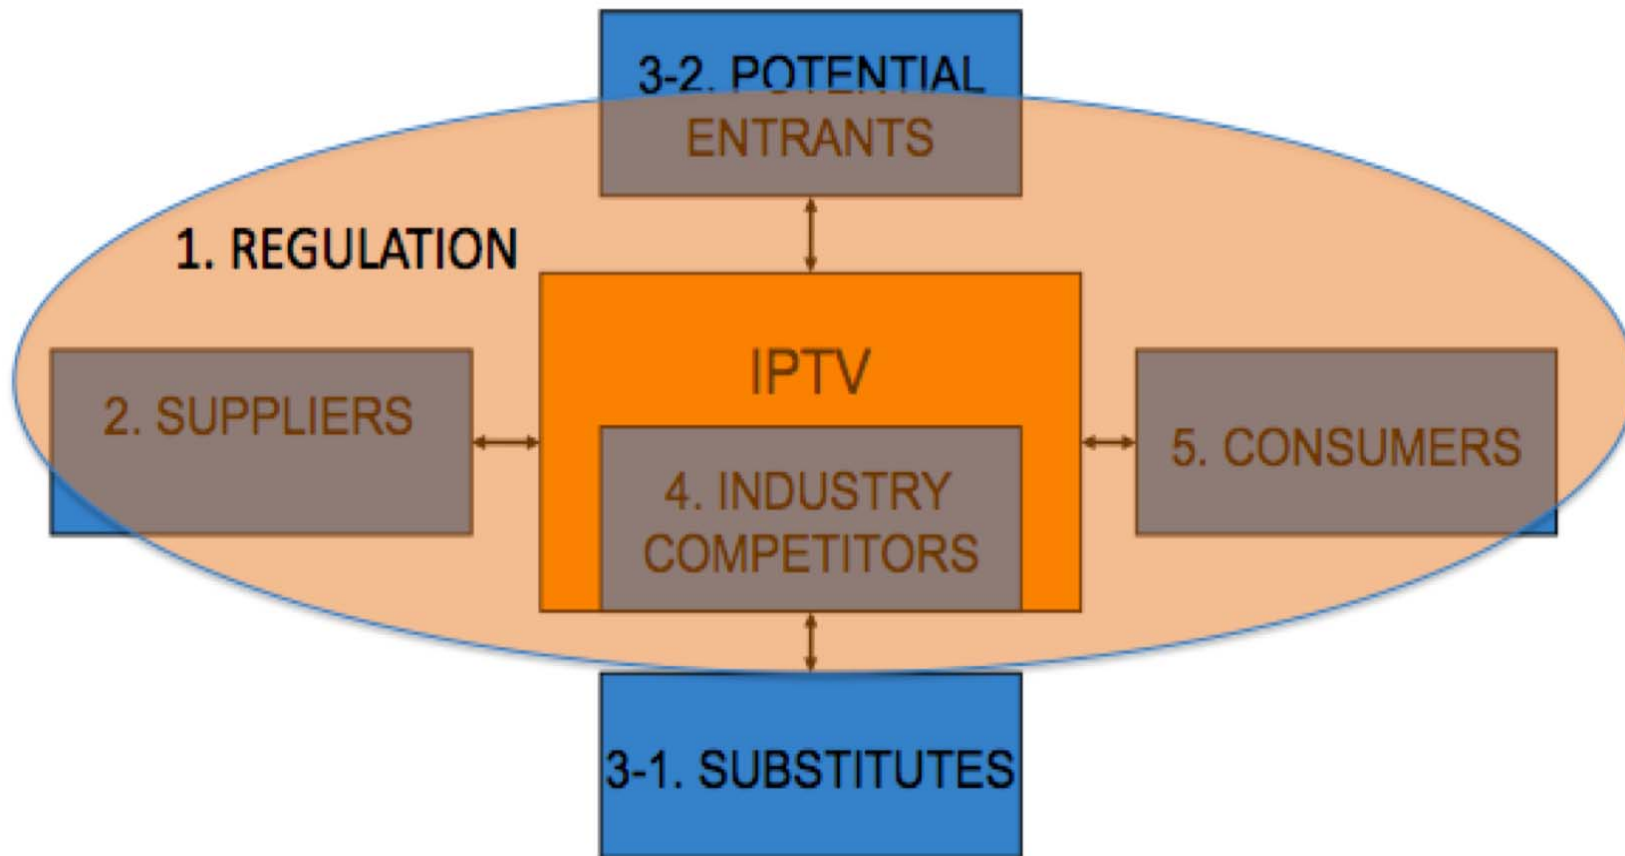 3-2. POTENTIAL
ENTRANTS
1. REGULATION
IPTV
2. SUPPLIERS
5. CONSUMERS
4. INDUSTRY
COMPETITORS
3-1. SUBSTITUTES